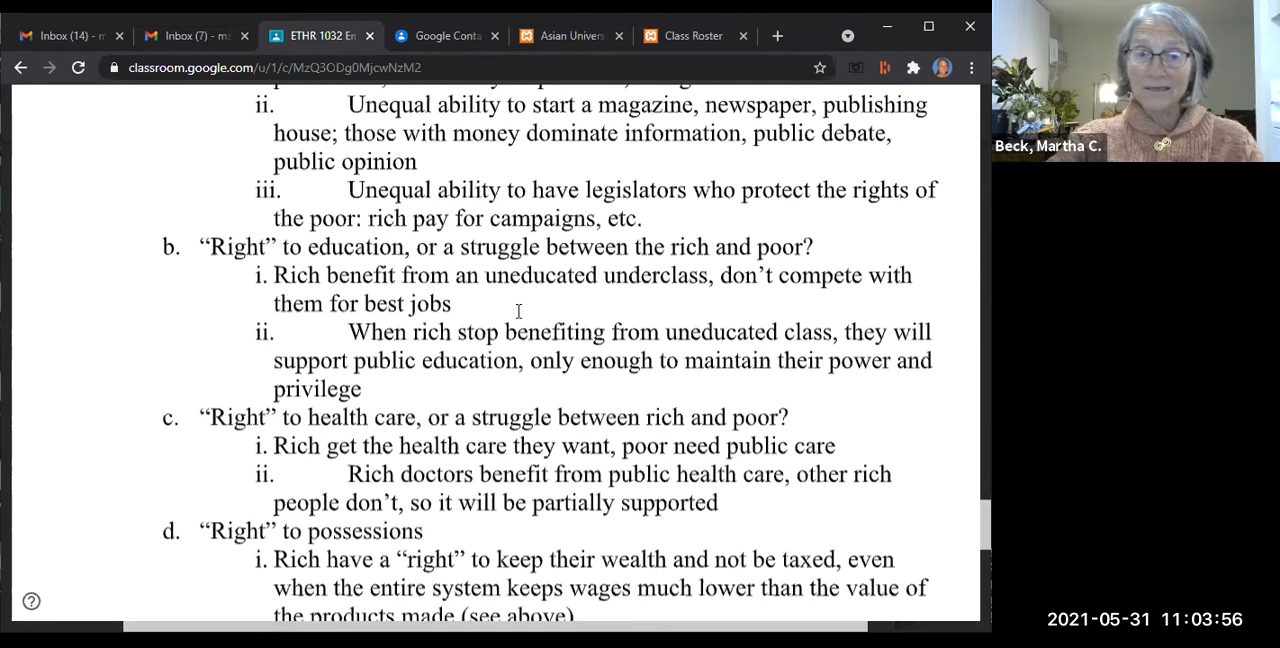 Inbox (14) - m
Inbox (7) - ma
ETHR 1032 En
Google Conta
Asian Univers
Class Roster
classroom.google.com/u/1/c/MzQ3ODg0MjcwNzM2
ii. Unequal ability to start a magazine, newspaper, publishing
house; those with money dominate information, public debate,
public opinion
iii. Unequal ability to have legislators who protect the rights of
the poor: rich pay for campaigns, etc.
b. “Right” to education, or a struggle between the rich and poor?
i. Rich benefit from an uneducated underclass, don’t compete with
them for best jobs
ii. When rich stop benefiting from uneducated class, they will
support public education, only enough to maintain their power and
privilege
c. “Right” to health care, or a struggle between rich and poor?
i. Rich get the health care they want, poor need public care
ii. Rich doctors benefit from public health care, other rich
people don’t, so it will be partially supported
d. “Right” to possessions
i. Rich have a “right” to keep their wealth and not be taxed, even
when the entire system keeps wages much lower than the value of
the products made (see above)
Beck, Martha C.
2021-05-31 11:03:56